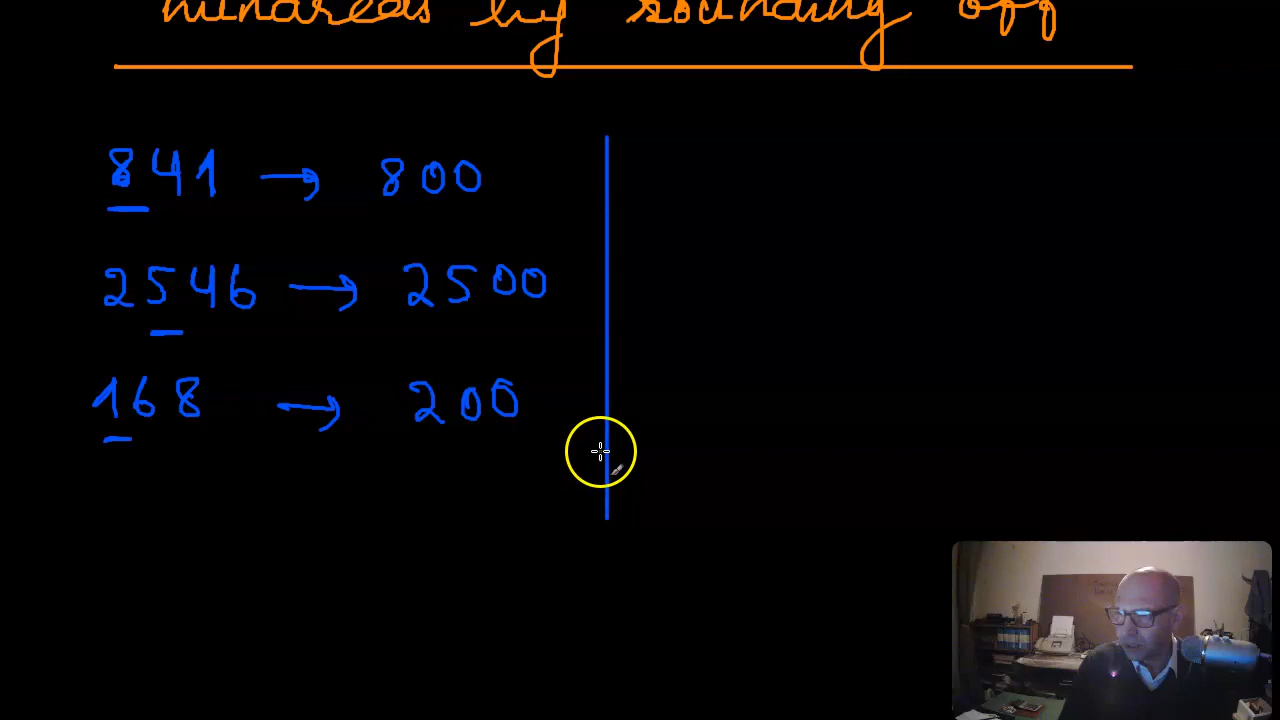 hundreds by rounding off
841 → 800
2546 → 2500
168 → 200